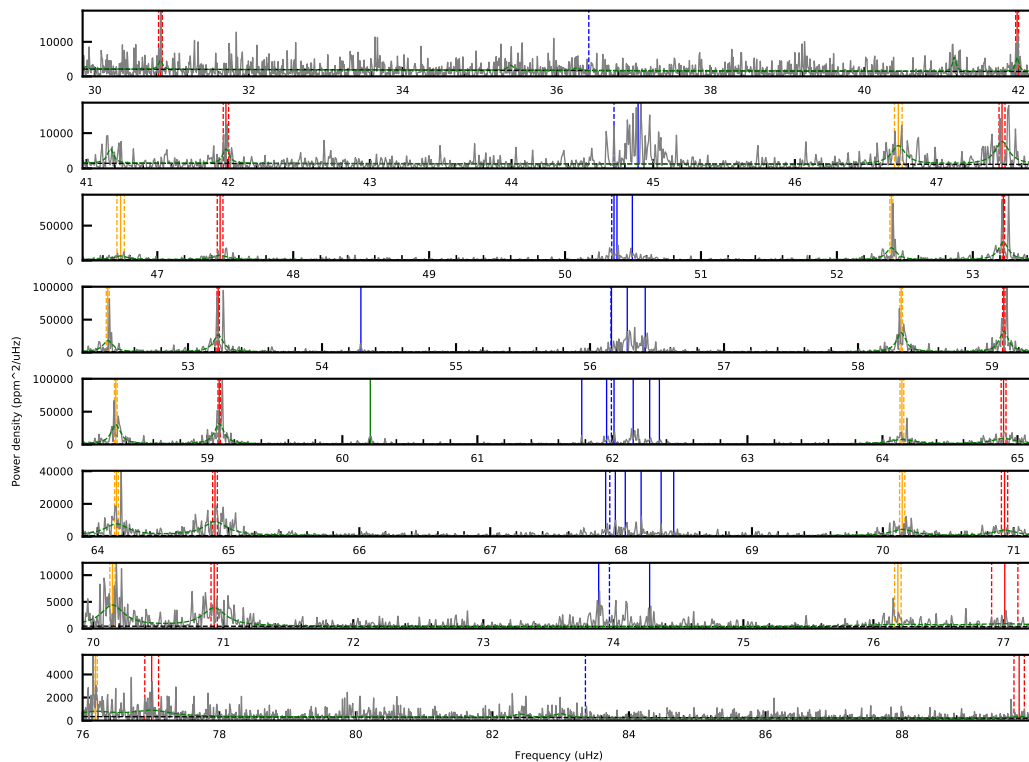 10000
0
30 32 34 36 38 40 42
10000
0
41 42 43 44 45 46 47
50000
0
47 48 49 50 51 52 53
100000
50000
0
53 54 55 56 57 58 59
100000
50000
0
59 60 61 62 63 64 65
40000
20000
0
64 65 66 67 68 69 70 71
10000
5000
0
70 71 72 73 74 75 76 77
4000
2000
0
76 78 80 82 84 86 88
Power density (ppm^2/uHz)
Frequency (uHz)